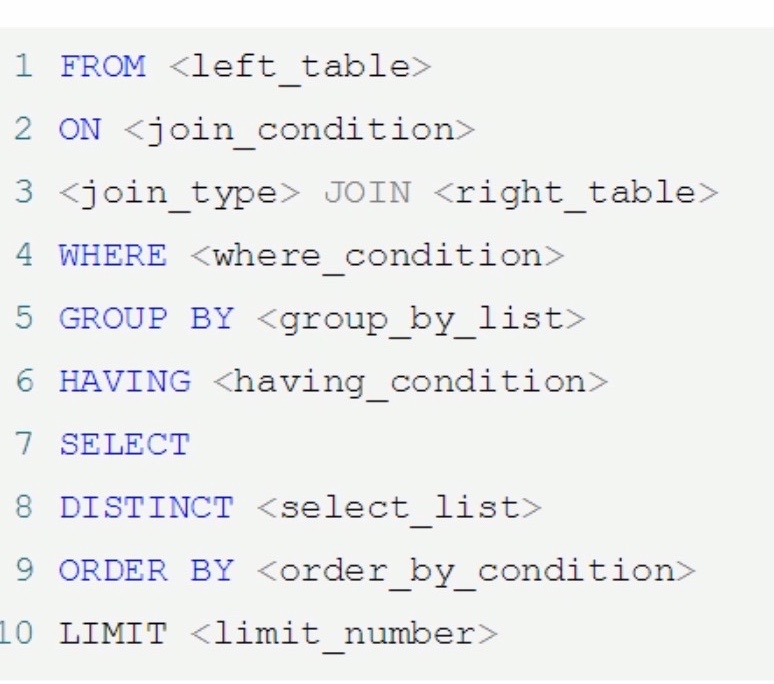 1 FROM <left_table>
2 ON <join_condition>
3 <join_type> JOIN <right_table>
4 WHERE <where_condition>
5 GROUP BY <group_by_list>
6 HAVING <having_condition>
7 SELECT
8 DISTINCT <select_list>
9 ORDER BY <order_by_condition>
10 LIMIT <limit_number>